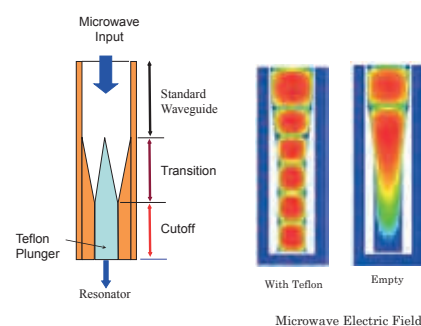 Microwave
Input
Standard
Waveguide
Transition
Cutoff
Teflon
Plunger
Resonator
With Teflon
Empty
Microwave Electric Field